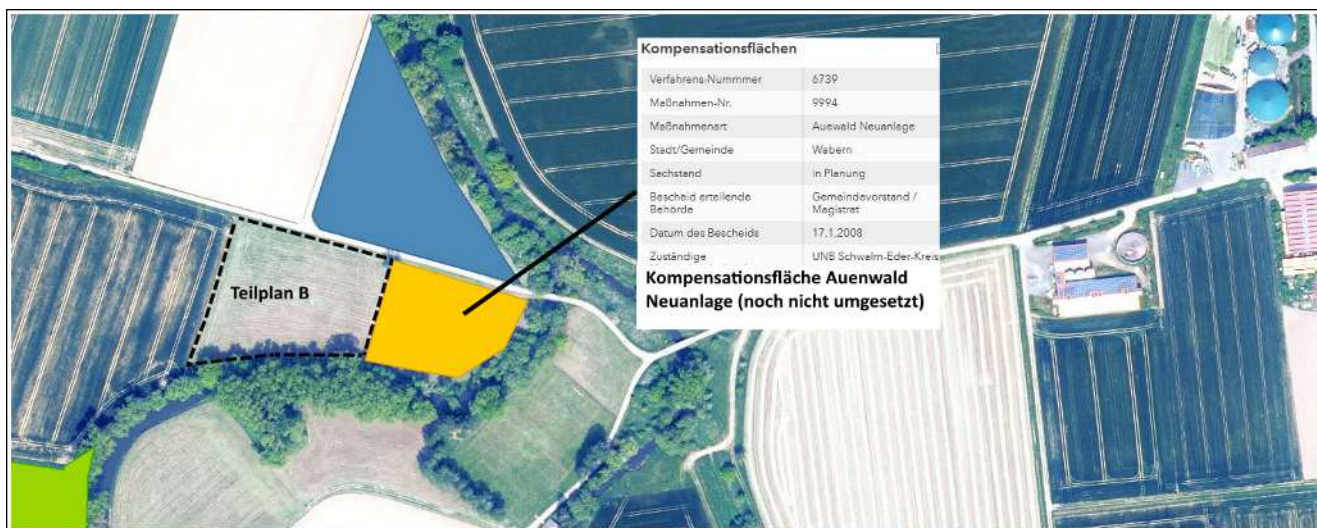 Kompensationsflächen
Verfahrens-Nummmer 6739
Maßnahmen-Nr. 9994
Maßnahmenart Auewald Neuanlage
Stadt/Gemeinde Wabern
Sachstand in Planung
Bescheid erteilende Gemeindevorstand /
Behörde Magistrat
Datum des Bescheids 17.1.2008
Zuständige UNB Schwalm-Eder-Kreis
Kompensationsfläche Auenwald
Neuanlage (noch nicht umgesetzt)
Teilplan B